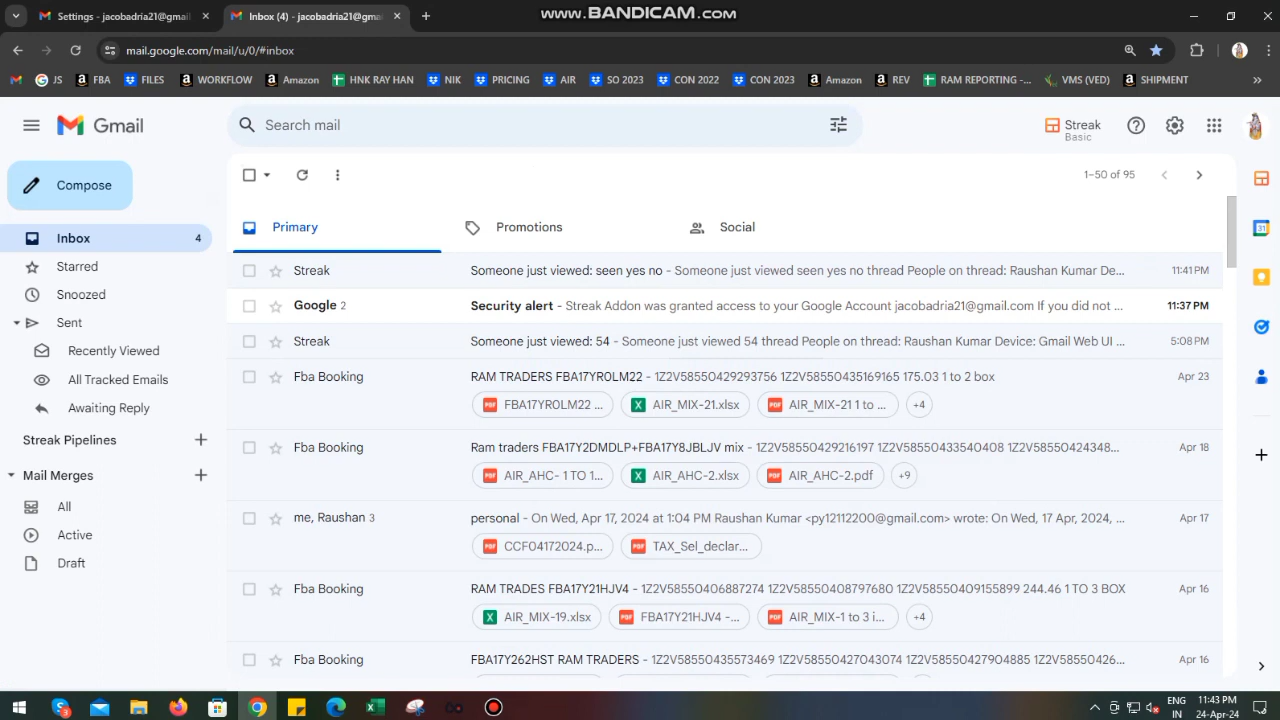 www.BANDICAM.com
Settings - jacobadria21@gmail
Inbox (4) - jacobadria21@gmai
mail.google.com/mail/u/0/#inbox
JS
FBA
FILES
WORKFLOW
Amazon
HNK RAY HAN
NIK
PRICING
AIR
SO 2023
CON 2022
CON 2023
Amazon
REV
RAM REPORTING -...
VMS (VED)
SHIPMENT
Gmail
Search mail
Streak
Basic
Compose
1–50 of 95
Inbox 4
Starred
Snoozed
Sent
Recently Viewed
All Tracked Emails
Awaiting Reply
Streak Pipelines
Mail Merges
All
Active
Draft
Primary
Promotions
Social
Streak Someone just viewed: seen yes no - Someone just viewed seen yes no thread People on thread: Raushan Kumar De... 11:41 PM
Google 2 Security alert - Streak Addon was granted access to your Google Account jacobadria21@gmail.com If you did not ... 11:37 PM
Streak Someone just viewed: 54 - Someone just viewed 54 thread People on thread: Raushan Kumar Device: Gmail Web UI ... 5:08 PM
Fba Booking RAM TRADERS FBA17YR0LM22 - 1Z2V58550429293756 1Z2V58550435169165 175.03 1 to 2 box Apr 23
PDF FBA17YR0LM22 ... X AIR_MIX-21.xlsx PDF AIR_MIX-21 1 to ... +4
Fba Booking Ram traders FBA17Y2DMDLP+FBA17Y8JBLJV mix - 1Z2V58550429216197 1Z2V58550433540408 1Z2V58550424348... Apr 18
PDF AIR_AHC- 1 TO 1... X AIR_AHC-2.xlsx PDF AIR_AHC-2.pdf +9
me, Raushan 3 personal - On Wed, Apr 17, 2024 at 1:04 PM Raushan Kumar <py12112200@gmail.com> wrote: On Wed, 17 Apr, 2024, ... Apr 17
PDF CCF04172024.p... PDF TAX_Sel_declar...
Fba Booking RAM TRADES FBA17Y21HJV4 - 1Z2V58550406887274 1Z2V58550408797680 1Z2V58550409155899 244.46 1 TO 3 BOX Apr 16
X AIR_MIX-19.xlsx PDF FBA17Y21HJV4 -... PDF AIR_MIX-1 to 3 i... +4
Fba Booking FBA17Y262HST RAM TRADERS - 1Z2V58550435573469 1Z2V58550427043074 1Z2V58550427904885 1Z2V58550426... Apr 16
ENG
IN
11:43 PM
24-Apr-24